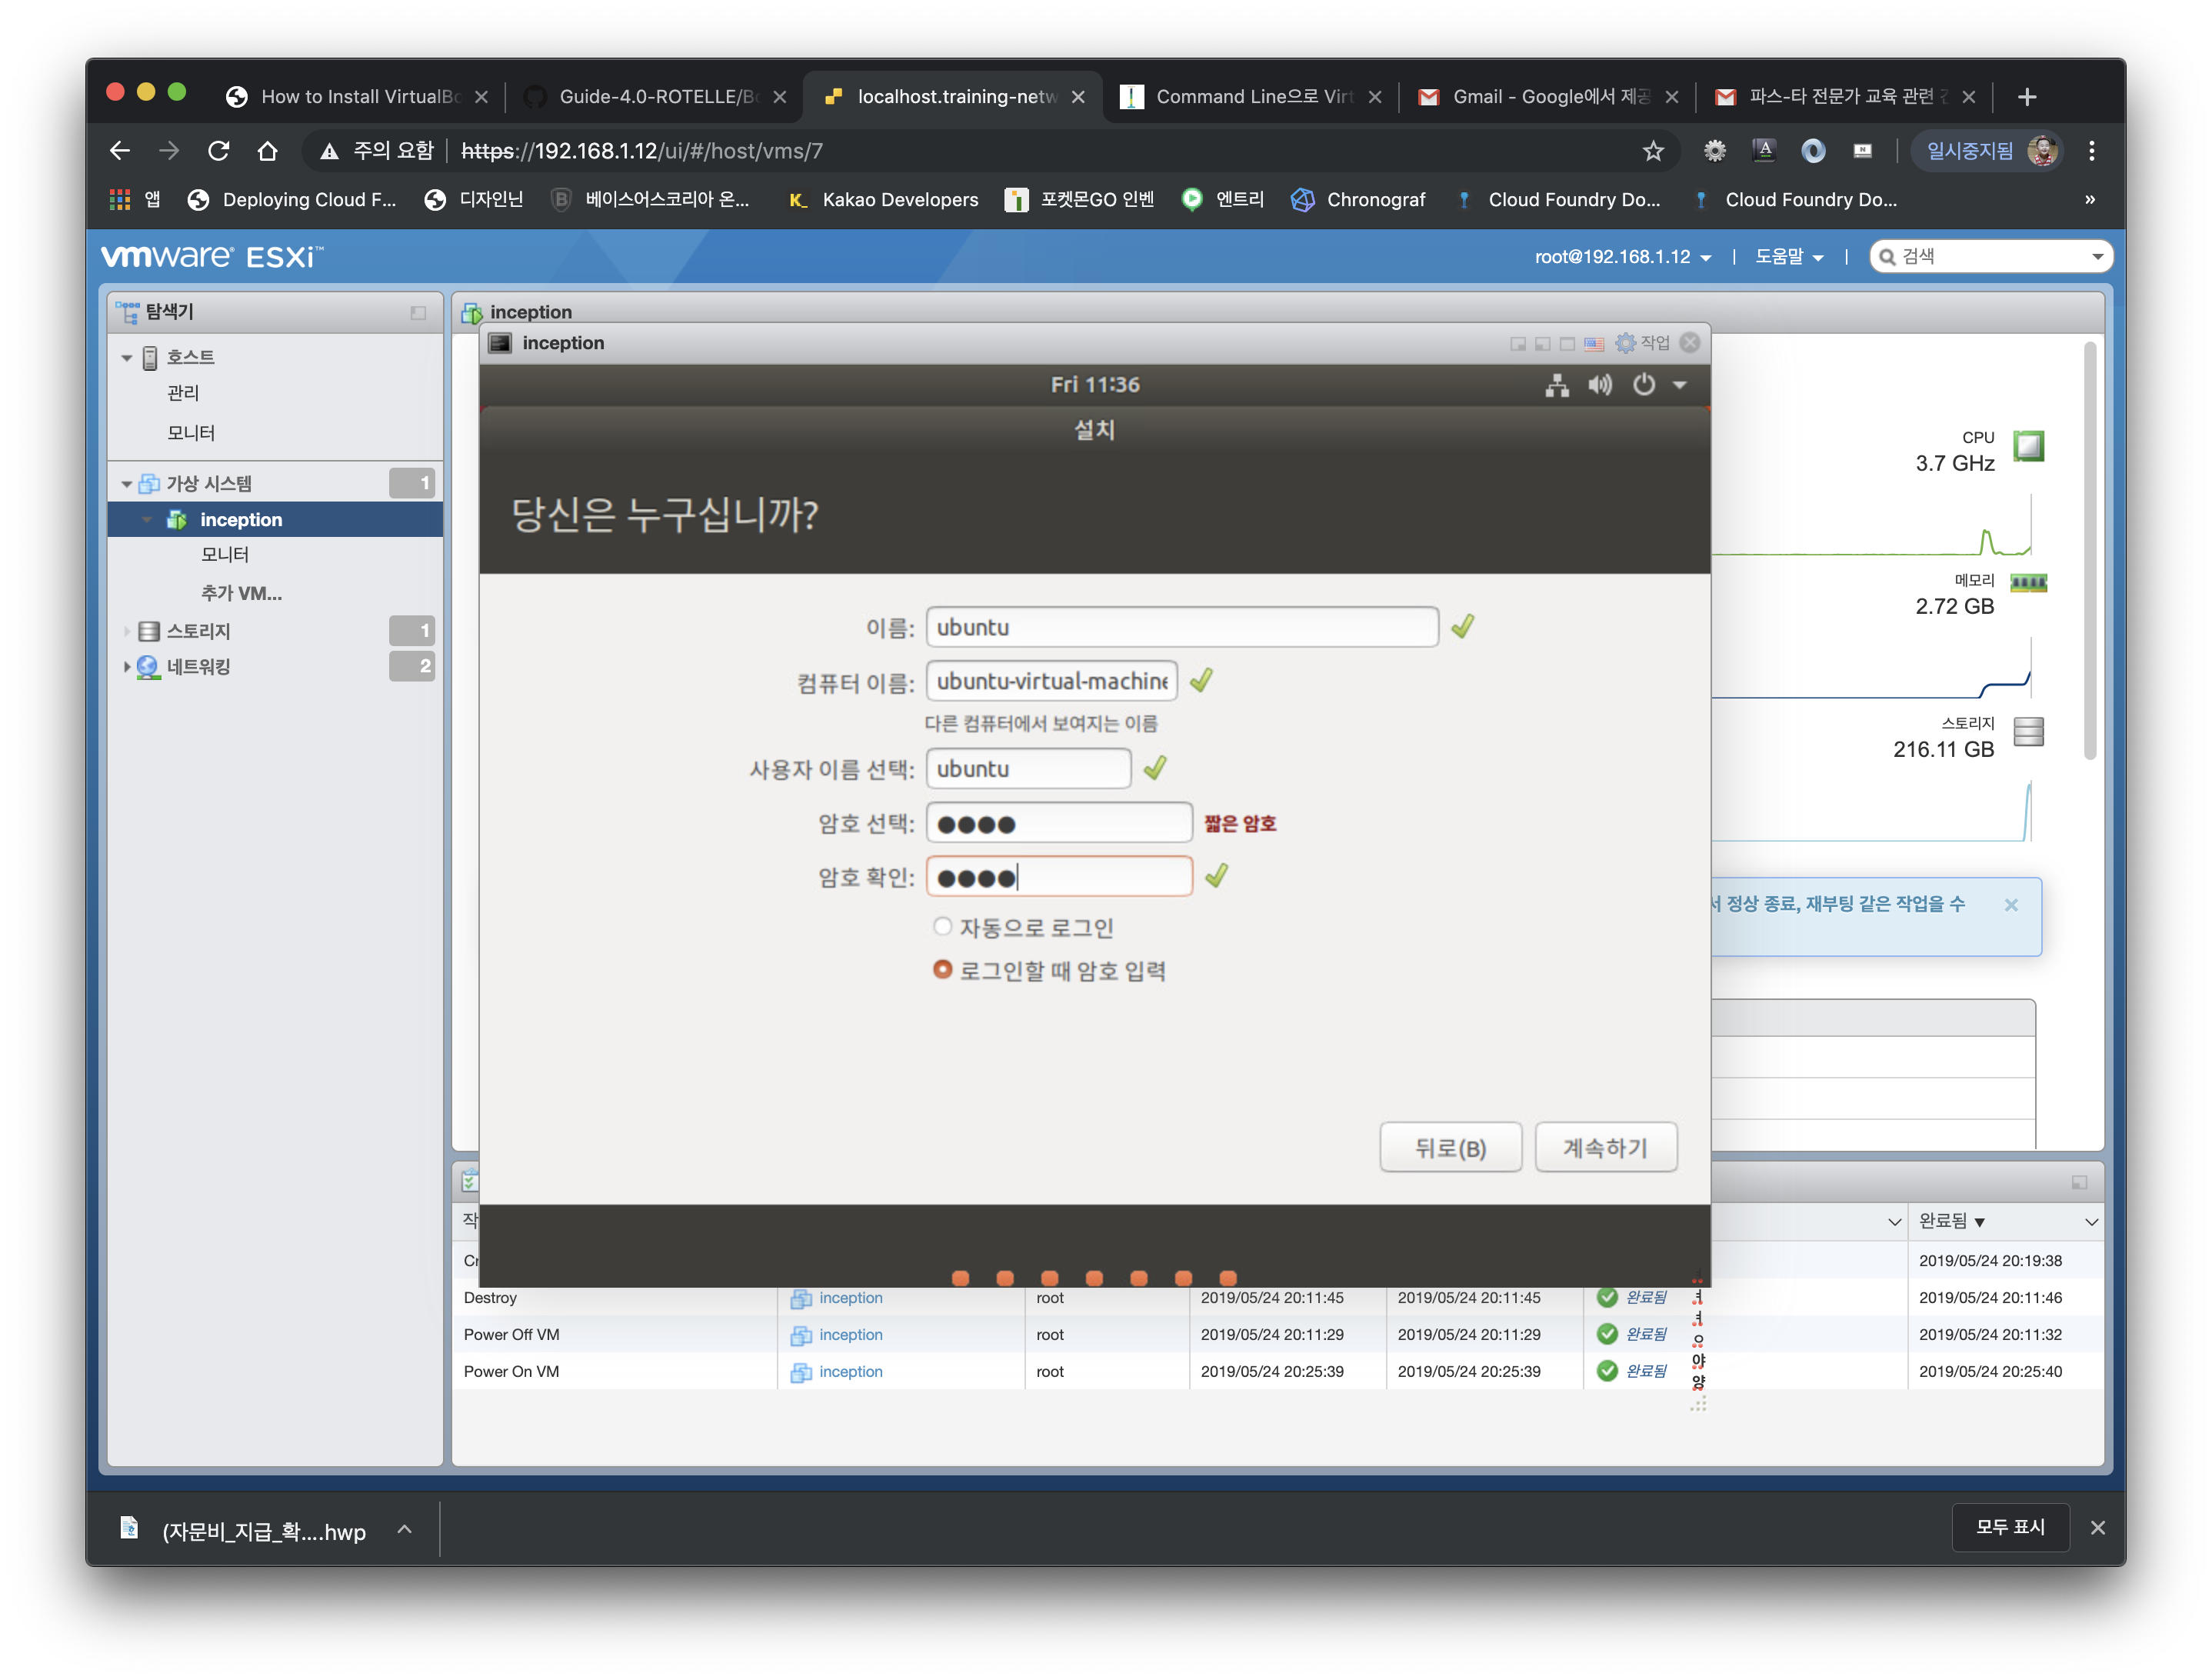 How to Install VirtualBo
Guide-4.0-ROTELLE/Bo
localhost.training-netw
Command Line으로 Virt
Gmail - Google에서 제공
파스-타 전문가 교육 관련
주의 요함
https://192.168.1.12/ui/#/host/vms/7
일시중지됨
앱
Deploying Cloud F...
디자인닌
베이스어스코리아 온...
K_ Kakao Developers
포켓몬GO 인벤
엔트리
Chronograf
Cloud Foundry Do...
Cloud Foundry Do...
»
vmware® ESXi™
root@192.168.1.12
도움말
검색
탐색기
호스트
관리
모니터
가상 시스템 1
inception
모니터
추가 VM...
스토리지 1
네트워킹 2
inception
inception
작업
Fri 11:36
설치
당신은 누구십니까?
이름: ubuntu
컴퓨터 이름: ubuntu-virtual-machine
다른 컴퓨터에서 보여지는 이름
사용자 이름 선택: ubuntu
암호 선택: ●●●● 짧은 암호
암호 확인: ●●●●
자동으로 로그인
로그인할 때 암호 입력
뒤로(B)
계속하기
CPU
3.7 GHz
메모리
2.72 GB
스토리지
216.11 GB
서 정상 종료, 재부팅 같은 작업을 수
작
완료됨 ▼
Cr
2019/05/24 20:19:38
Destroy inception root 2019/05/24 20:11:45 2019/05/24 20:11:45 완료됨 2019/05/24 20:11:46
Power Off VM inception root 2019/05/24 20:11:29 2019/05/24 20:11:29 완료됨 2019/05/24 20:11:32
Power On VM inception root 2019/05/24 20:25:39 2019/05/24 20:25:39 완료됨 2019/05/24 20:25:40
ㅕ
ㅕ
요
야
양
(자문비_지급_확....hwp
모두 표시